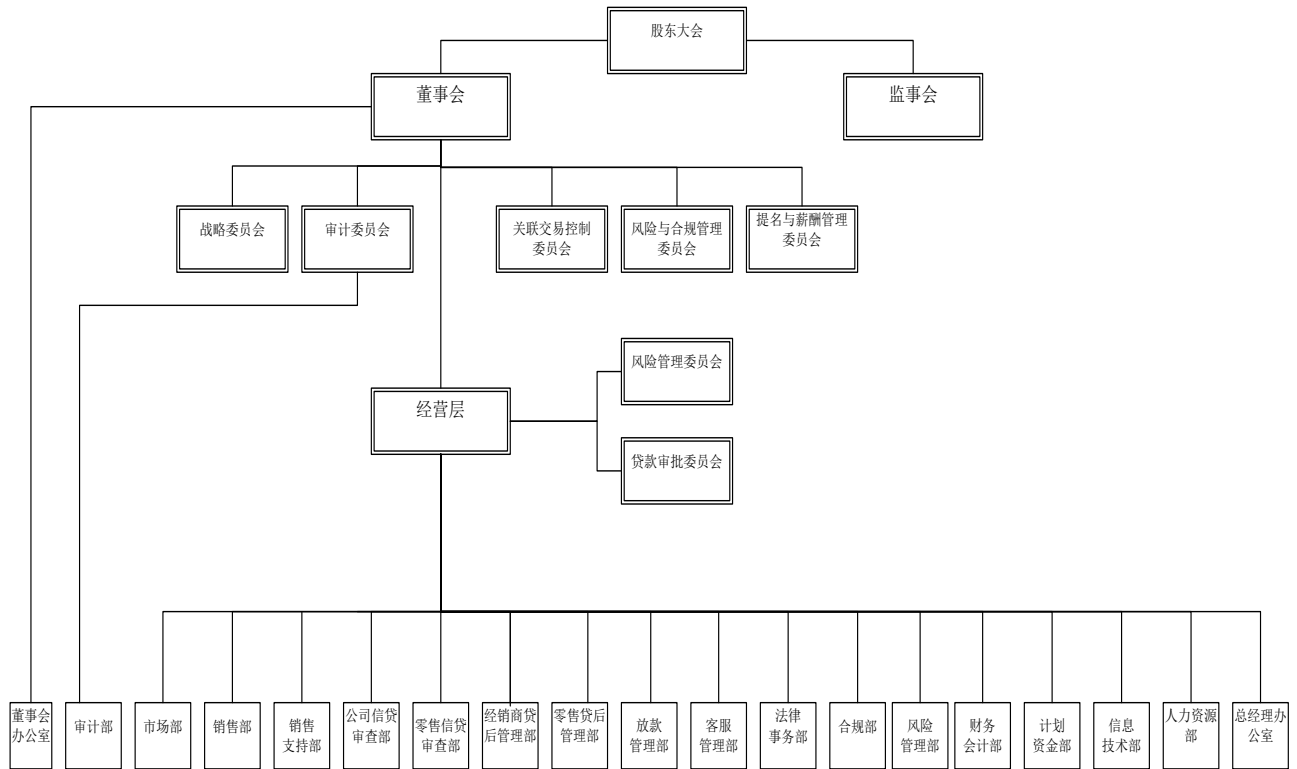 股东大会
董事会
监事会
战略委员会
审计委员会
关联交易控制
委员会
风险与合规管理
委员会
提名与薪酬管理
委员会
风险管理委员会
经营层
贷款审批委员会
董事会
办公室
审计部
市场部
销售部
销售
支持部
公司信贷
审查部
零售信贷
审查部
经销商贷
后管理部
零售贷后
管理部
放款
管理部
客服
管理部
法律
事务部
合规部
风险
管理部
财务
会计部
计划
资金部
信息
技术部
人力资源
部
总经理办
公室